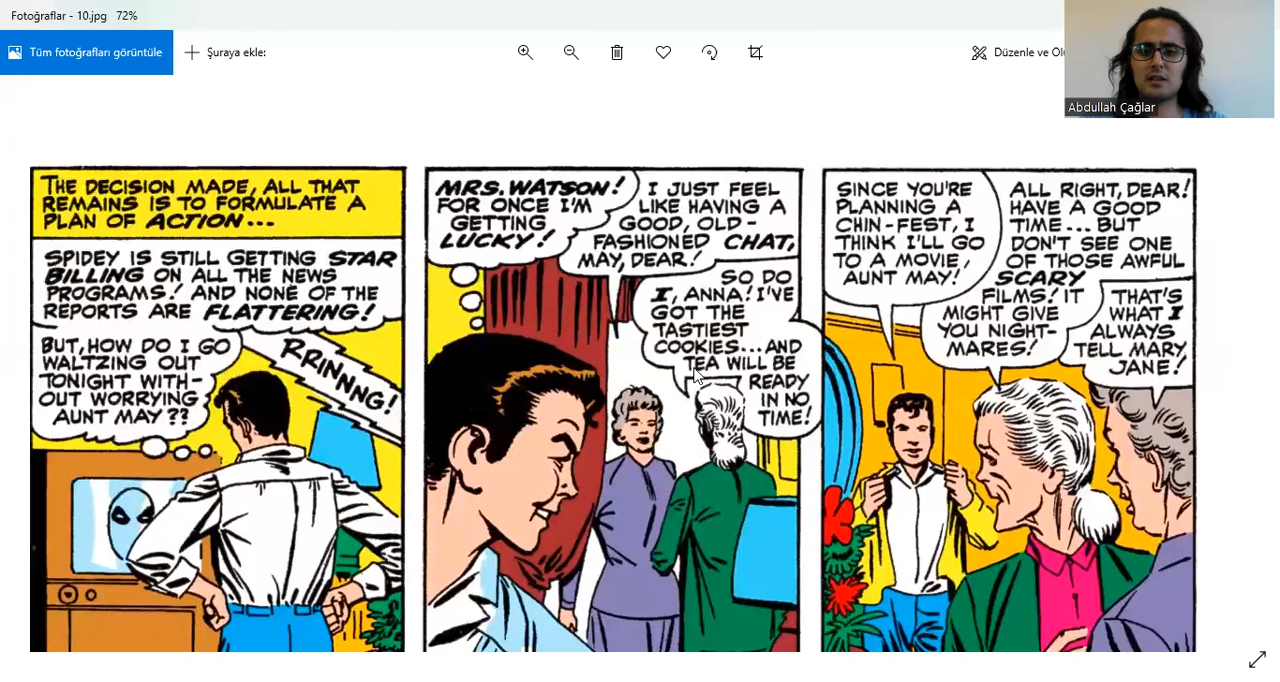 Fotoğraflar - 10.jpg   72%
Tüm fotoğrafları görüntüle
Şuraya ekle:
Düzenle ve Ol
Abdullah Çağlar
THE DECISION MADE, ALL THAT
REMAINS IS TO FORMULATE A
PLAN OF ACTION...
SPIDEY IS STILL GETTING STAR
BILLING ON ALL THE NEWS
PROGRAMS! AND NONE OF THE
REPORTS ARE FLATTERING!
BUT, HOW DO I GO
WALTZING OUT
TONIGHT WITH-
OUT WORRYING
AUNT MAY??
RRINNNG!
MRS. WATSON!
FOR ONCE I'M
GETTING
LUCKY!
I JUST FEEL
LIKE HAVING A
GOOD, OLD-
FASHIONED CHAT,
MAY, DEAR!
SO DO
I, ANNA! I'VE
GOT THE
TASTIEST
COOKIES...AND
TEA WILL BE
READY
IN NO
TIME!
SINCE YOU'RE
PLANNING A
CHIN-FEST, I
THINK I'LL GO
TO A MOVIE,
AUNT MAY!
ALL RIGHT, DEAR!
HAVE A GOOD
TIME... BUT
DON'T SEE ONE
OF THOSE AWFUL
SCARY
FILMS! IT
MIGHT GIVE
YOU NIGHT-
MARES!
THAT'S
WHAT I
ALWAYS
TELL MARY
JANE!